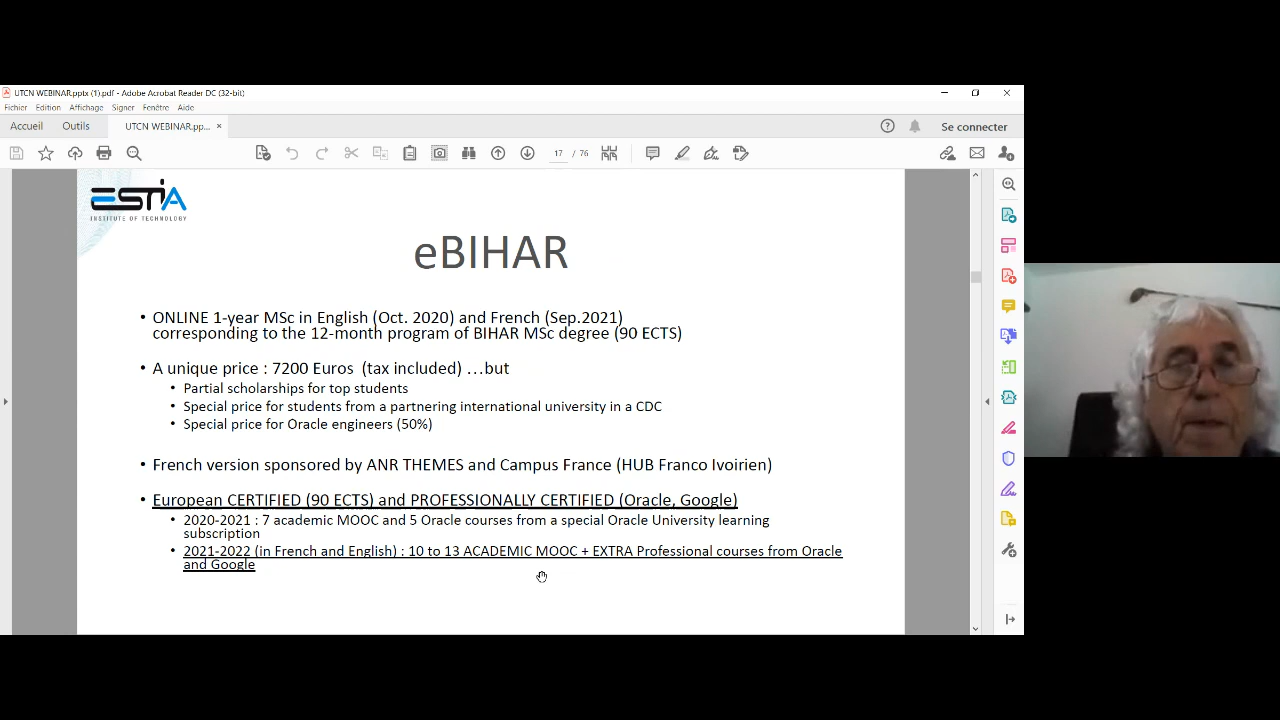 UTCN WEBINAR.pptx (1).pdf - Adobe Acrobat Reader DC (32-bit)
Fichier Edition Affichage Signer Fenêtre Aide
Accueil Outils UTCN WEBINAR.pp... × Se connecter
17 / 76
ESTIA
INSTITUTE OF TECHNOLOGY
eBIHAR
• ONLINE 1-year MSc in English (Oct. 2020) and French (Sep.2021)
corresponding to the 12-month program of BIHAR MSc degree (90 ECTS)
• A unique price : 7200 Euros (tax included) ...but
• Partial scholarships for top students
• Special price for students from a partnering international university in a CDC
• Special price for Oracle engineers (50%)
• French version sponsored by ANR THEMES and Campus France (HUB Franco Ivoirien)
• European CERTIFIED (90 ECTS) and PROFESSIONALLY CERTIFIED (Oracle, Google)
• 2020-2021 : 7 academic MOOC and 5 Oracle courses from a special Oracle University learning
subscription
• 2021-2022 (in French and English) : 10 to 13 ACADEMIC MOOC + EXTRA Professional courses from Oracle
and Google